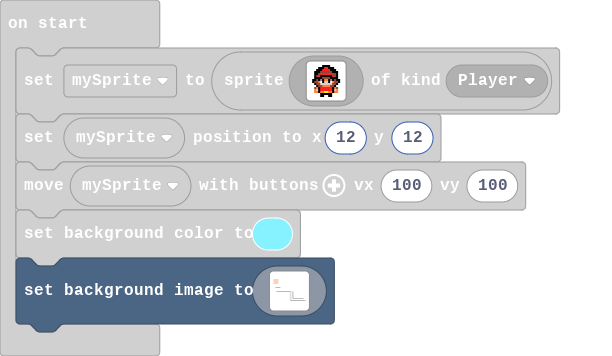 on start
set mySprite to sprite of kind Player
set mySprite position to x 12 y 12
move mySprite with buttons vx 100 vy 100
set background color to
set background image to